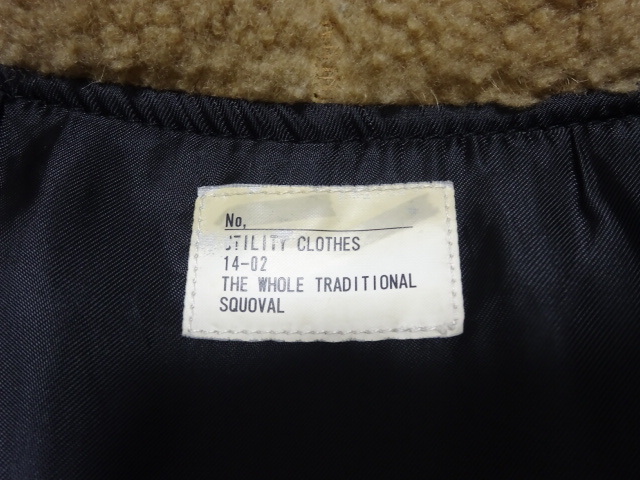 No,
UTILITY CLOTHES
14-02
THE WHOLE TRADITIONAL
SQUOVAL